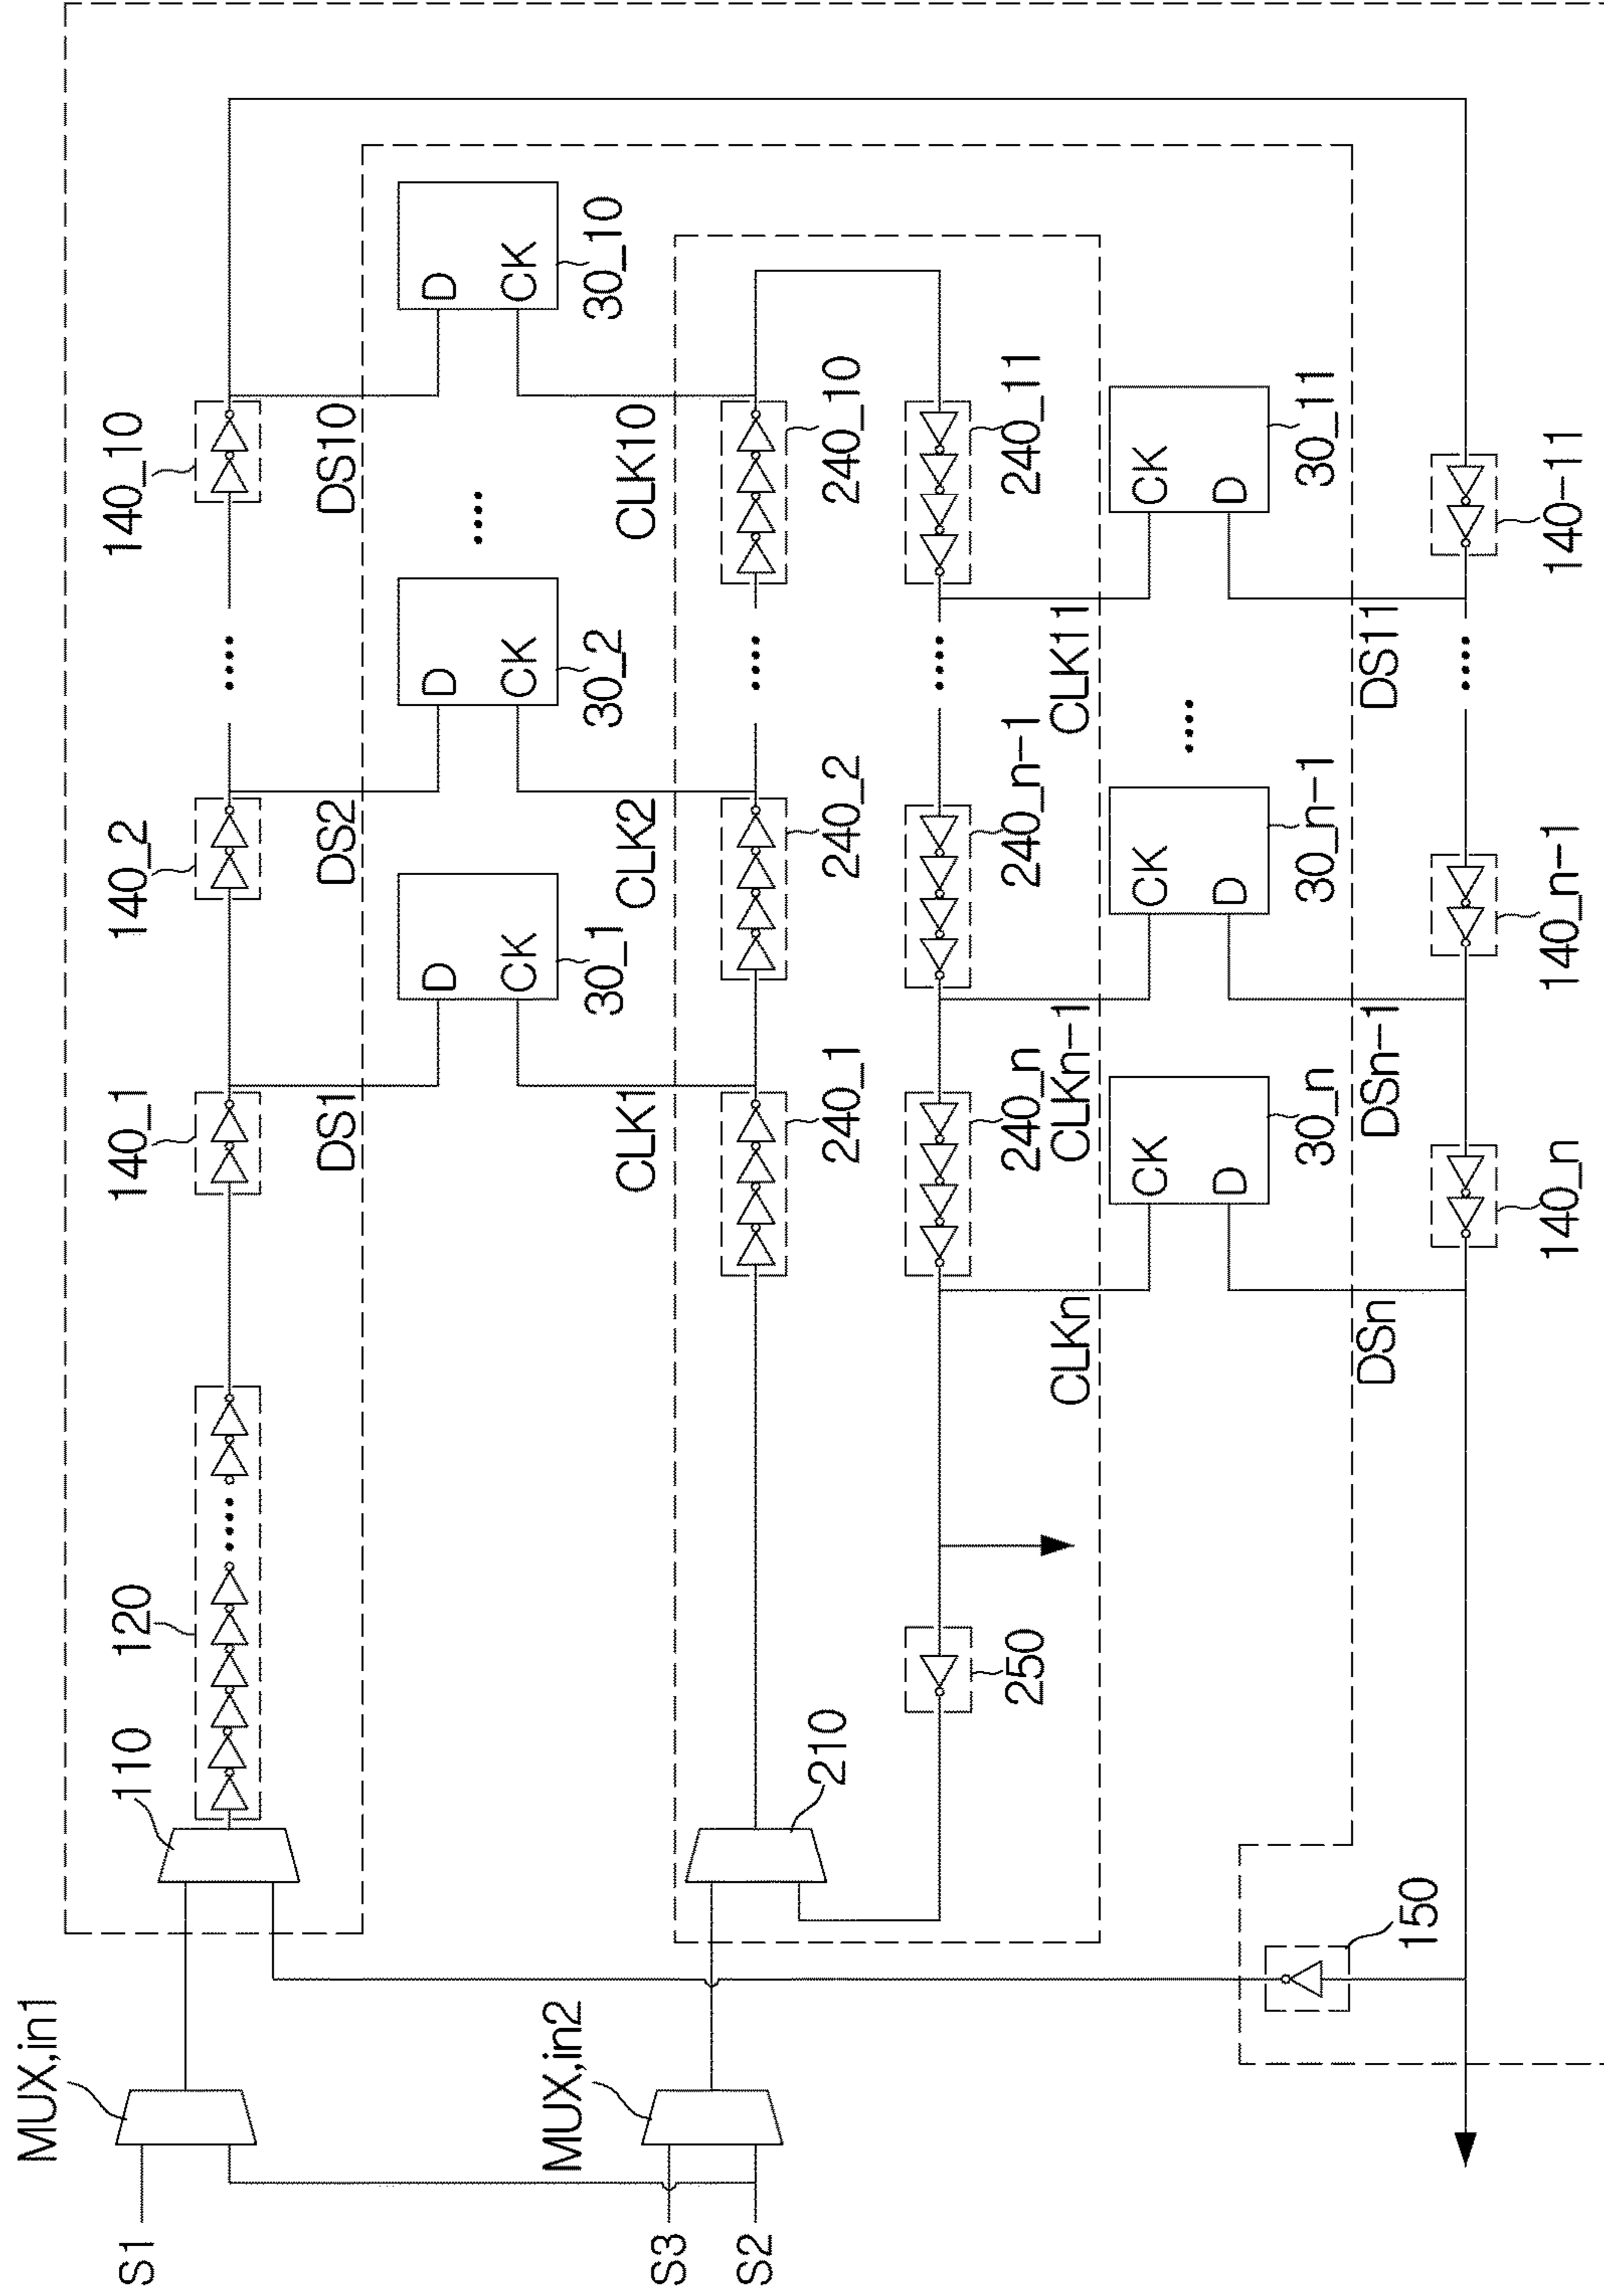 MUX,in1
S1
110
120
140_1
140_2
140_10
DS1
DS2
DS10
D
CK
30_1
D
CK
30_2
....
D
CK
30_10
....
MUX,in2
S3
S2
210
CLK1
CLK2
CLK10
240_1
240_2
....
240_10
250
240_n
240_n-1
....
240_11
CLKn
CLKn-1
CLK11
CK
D
30_n
CK
D
30_n-1
....
CK
D
30_11
150
DSn
DSn-1
DS11
140_n
140_n-1
....
140-11